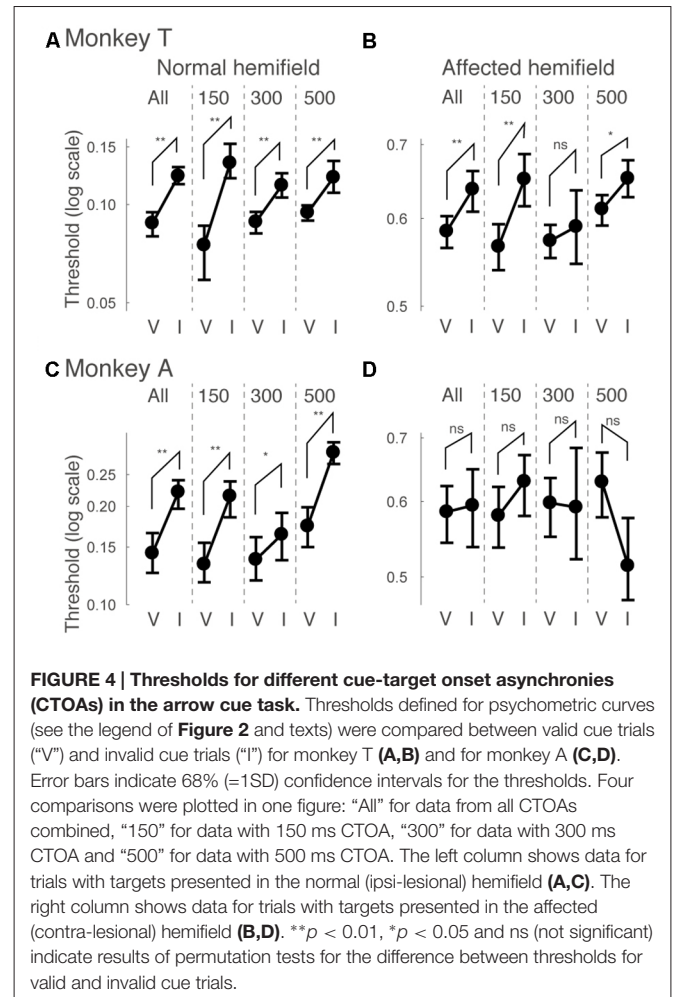 A Monkey T
B
Normal hemifield
Affected hemifield
All 150 300 500
All 150 300 500
** ** ** **
** ** ns *
Threshold (log scale)
0.15
0.10
0.05
0.7
0.6
0.5
V I V I V I V I
V I V I V I V I
C Monkey A
D
All 150 300 500
All 150 300 500
** ** * **
ns ns ns ns
Threshold (log scale)
0.25
0.20
0.15
0.10
0.7
0.6
0.5
V I V I V I V I
V I V I V I V I
FIGURE 4 | Thresholds for different cue-target onset asynchronies
(CTOAs) in the arrow cue task. Thresholds defined for psychometric curves
(see the legend of Figure 2 and texts) were compared between valid cue trials
(“V”) and invalid cue trials (“I”) for monkey T (A,B) and for monkey A (C,D).
Error bars indicate 68% (=1SD) confidence intervals for the thresholds. Four
comparisons were plotted in one figure: “All” for data from all CTOAs
combined, “150” for data with 150 ms CTOA, “300” for data with 300 ms
CTOA and “500” for data with 500 ms CTOA. The left column shows data for
trials with targets presented in the normal (ipsi-lesional) hemifield (A,C). The
right column shows data for trials with targets presented in the affected
(contra-lesional) hemifield (B,D). **p < 0.01, *p < 0.05 and ns (not significant)
indicate results of permutation tests for the difference between thresholds for
valid and invalid cue trials.